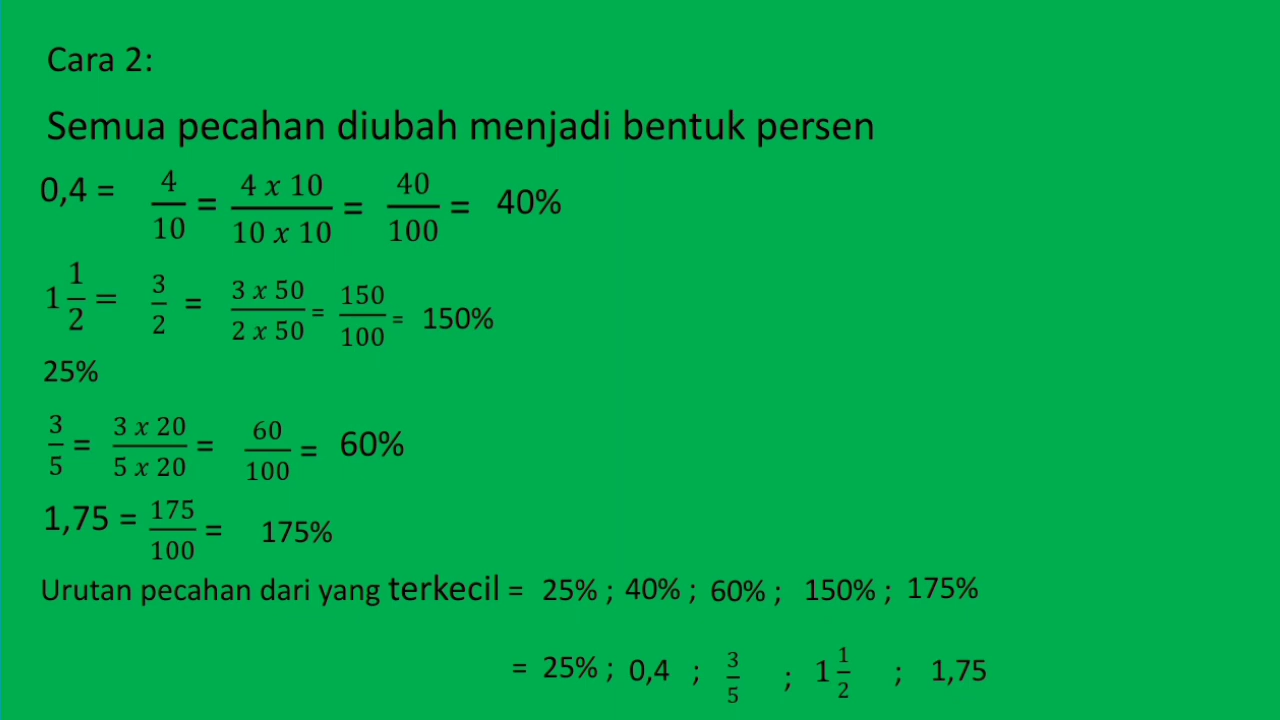 Cara 2:
Semua pecahan diubah menjadi bentuk persen
0,4 = 4/10 = 4 x 10/10 x 10 = 40/100 = 40%
1 1/2 = 3/2 = 3 x 50/2 x 50 = 150/100 = 150%
25%
3/5 = 3 x 20/5 x 20 = 60/100 = 60%
1,75 = 175/100 = 175%
Urutan pecahan dari yang terkecil = 25% ; 40% ; 60% ; 150% ; 175%
= 25% ; 0,4 ; 3/5 ; 1 1/2 ; 1,75